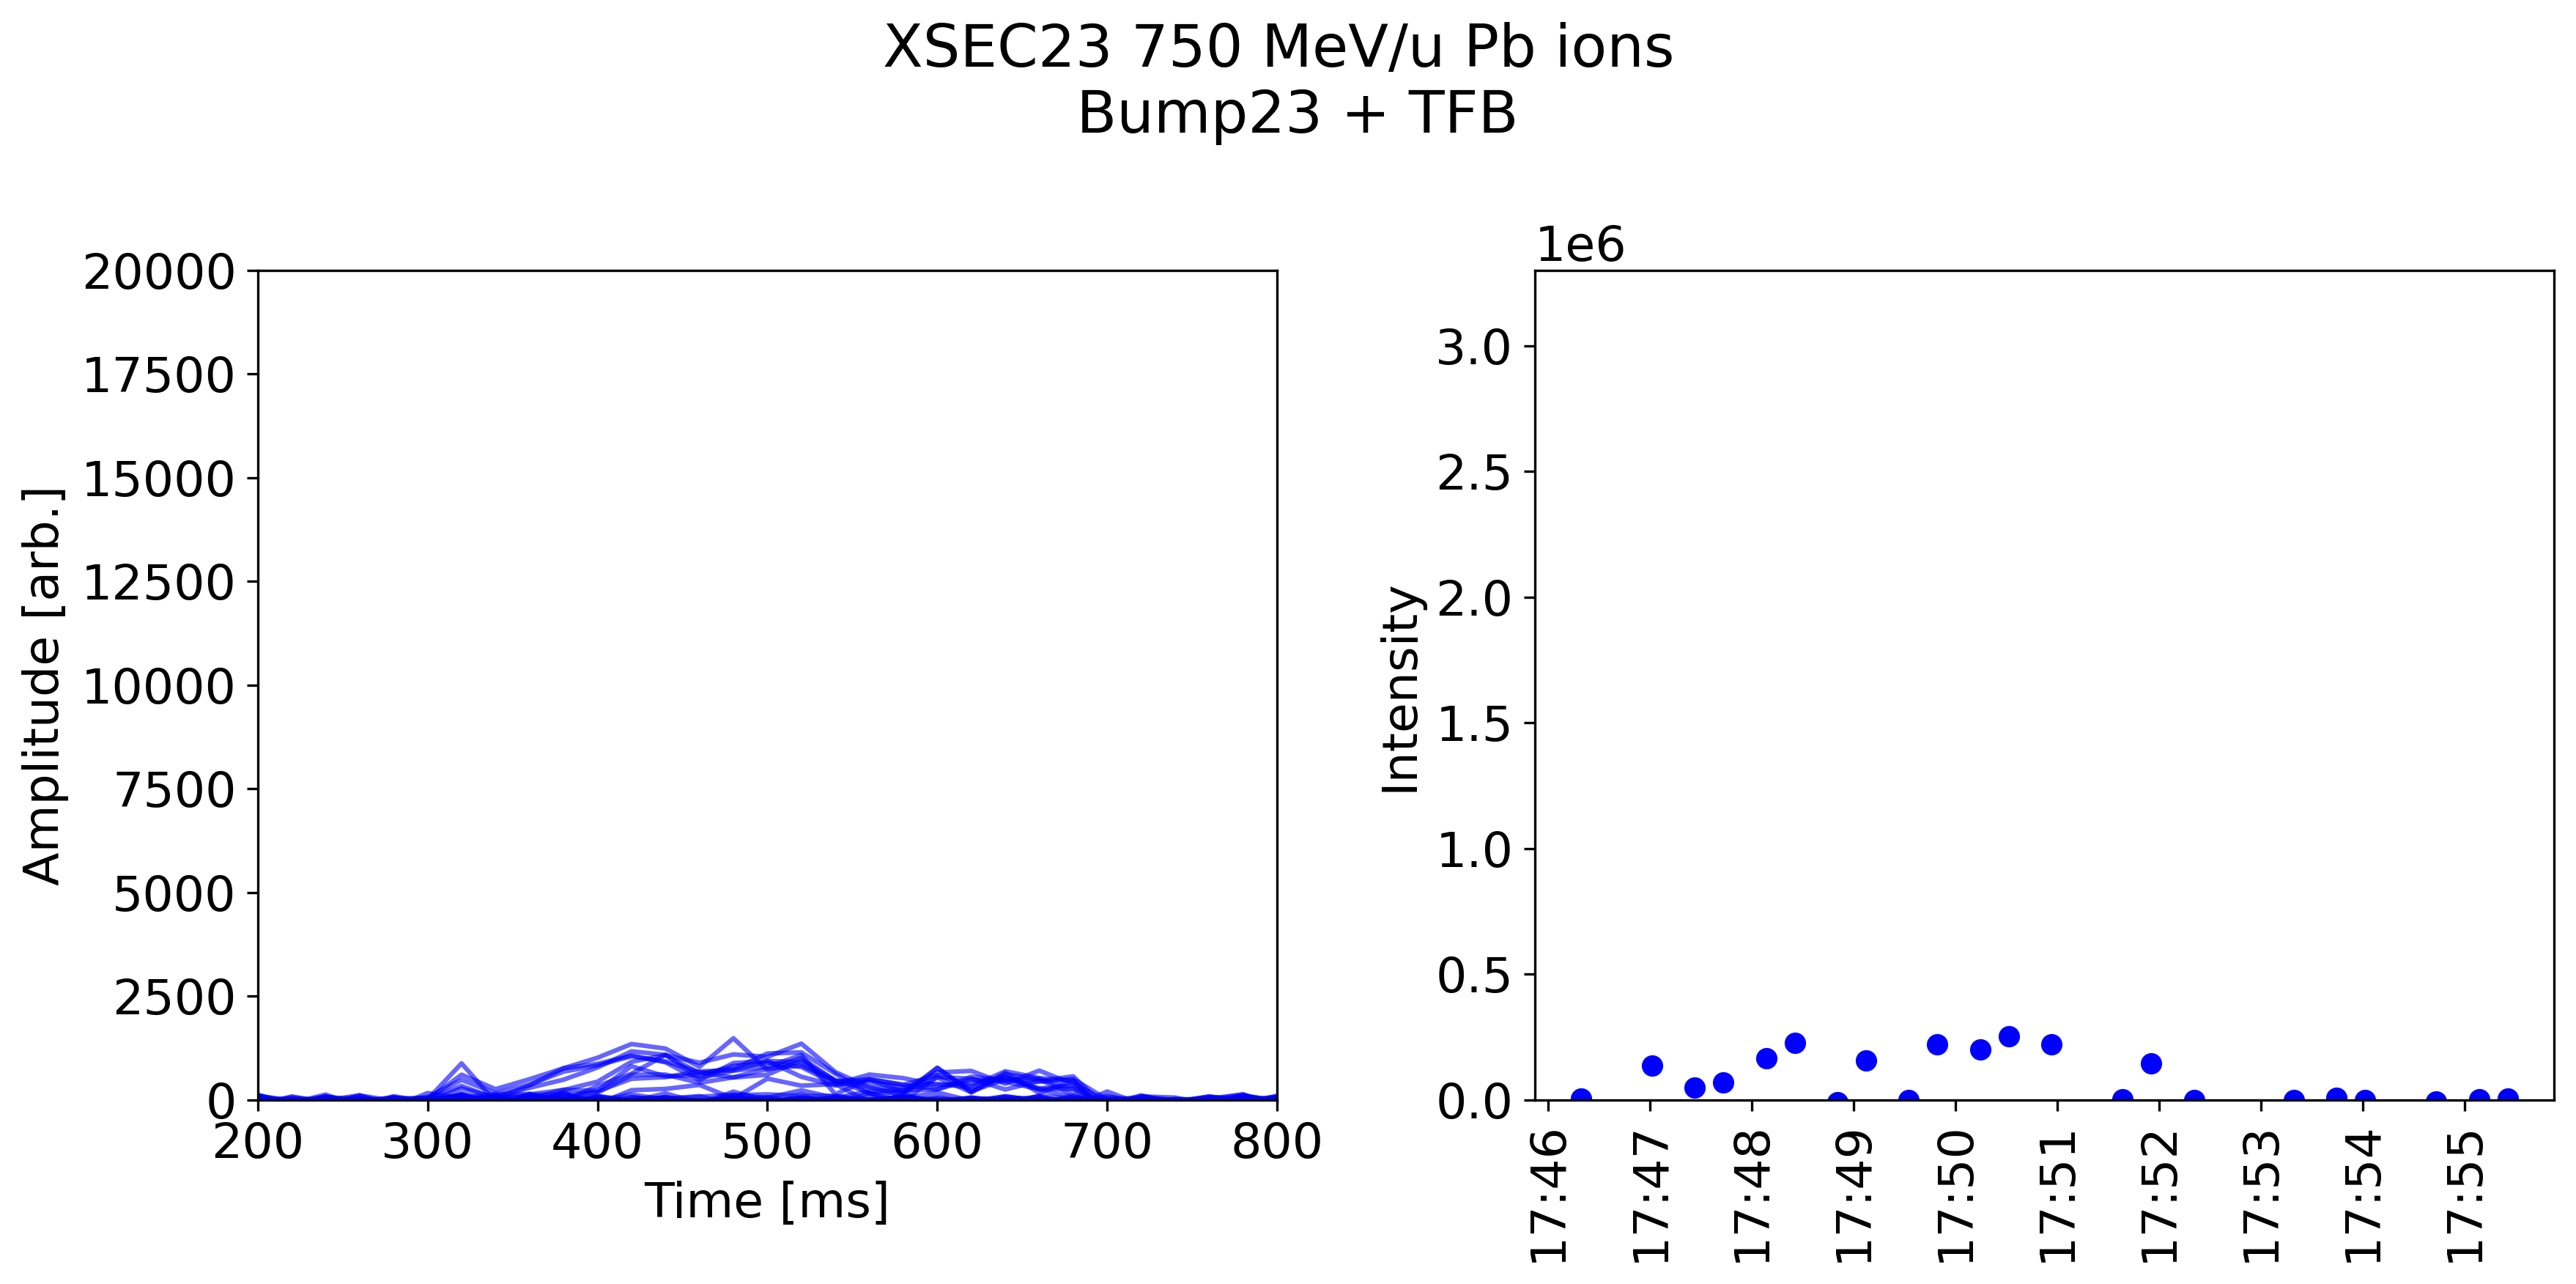 XSEC23 750 MeV/u Pb ions
Bump23 + TFB
20000
17500
15000
12500
10000
7500
5000
2500
0
Amplitude [arb.]
200 300 400 500 600 700 800
Time [ms]
1e6
3.0
2.5
2.0
1.5
1.0
0.5
0.0
Intensity
17:46 17:47 17:48 17:49 17:50 17:51 17:52 17:53 17:54 17:55